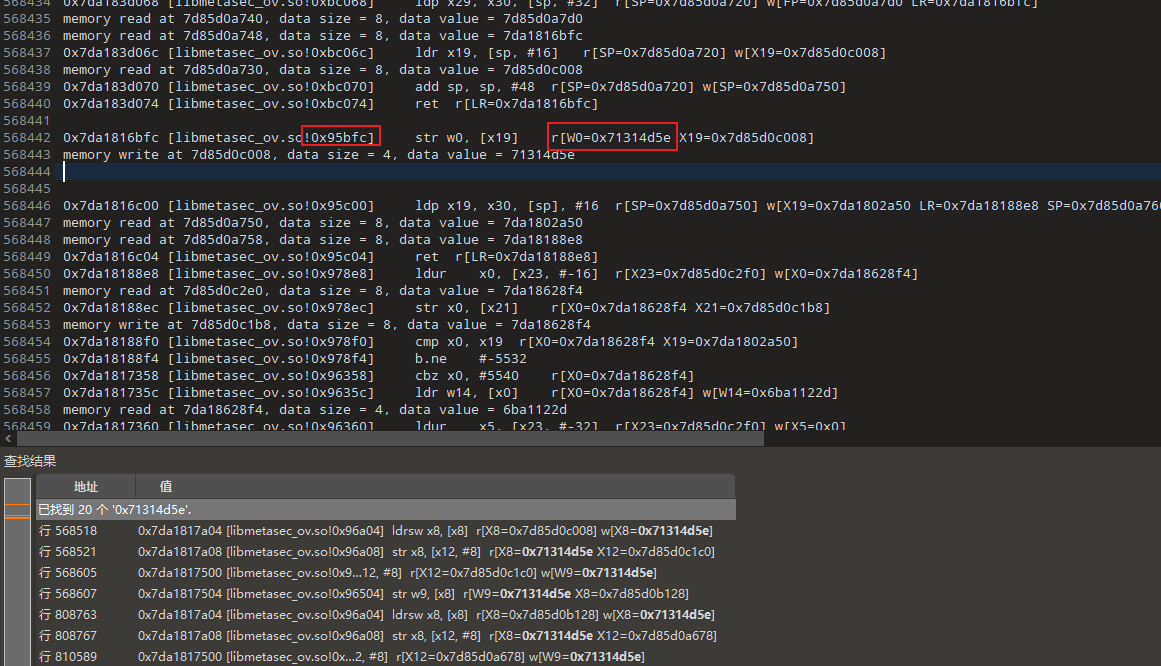 568434 0x7da183d068 [libmetasec_ov.so!0xbc068] ldp x29, x30, [sp, #32] r[SP=0x7d85d0a720] w[FP=0x7d85d0a7d0 LR=0x7da1816bfc]
568435 memory read at 7d85d0a740, data size = 8, data value = 7d85d0a7d0
568436 memory read at 7d85d0a748, data size = 8, data value = 7da1816bfc
568437 0x7da183d06c [libmetasec_ov.so!0xbc06c] ldr x19, [sp, #16] r[SP=0x7d85d0a720] w[X19=0x7d85d0c008]
568438 memory read at 7d85d0a730, data size = 8, data value = 7d85d0c008
568439 0x7da183d070 [libmetasec_ov.so!0xbc070] add sp, sp, #48 r[SP=0x7d85d0a720] w[SP=0x7d85d0a750]
568440 0x7da183d074 [libmetasec_ov.so!0xbc074] ret r[LR=0x7da1816bfc]
568441
568442 0x7da1816bfc [libmetasec_ov.so!0x95bfc] str w0, [x19] r[W0=0x71314d5e X19=0x7d85d0c008]
568443 memory write at 7d85d0c008, data size = 4, data value = 71314d5e
568444
568445
568446 0x7da1816c00 [libmetasec_ov.so!0x95c00] ldp x19, x30, [sp], #16 r[SP=0x7d85d0a750] w[X19=0x7da1802a50 LR=0x7da18188e8 SP=0x7d85d0a760
568447 memory read at 7d85d0a750, data size = 8, data value = 7da1802a50
568448 memory read at 7d85d0a758, data size = 8, data value = 7da18188e8
568449 0x7da1816c04 [libmetasec_ov.so!0x95c04] ret r[LR=0x7da18188e8]
568450 0x7da18188e8 [libmetasec_ov.so!0x978e8] ldur x0, [x23, #-16] r[X23=0x7d85d0c2f0] w[X0=0x7da18628f4]
568451 memory read at 7d85d0c2e0, data size = 8, data value = 7da18628f4
568452 0x7da18188ec [libmetasec_ov.so!0x978ec] str x0, [x21] r[X0=0x7da18628f4 X21=0x7d85d0c1b8]
568453 memory write at 7d85d0c1b8, data size = 8, data value = 7da18628f4
568454 0x7da18188f0 [libmetasec_ov.so!0x978f0] cmp x0, x19 r[X0=0x7da18628f4 X19=0x7da1802a50]
568455 0x7da18188f4 [libmetasec_ov.so!0x978f4] b.ne #-5532
568456 0x7da1817358 [libmetasec_ov.so!0x96358] cbz x0, #5540 r[X0=0x7da18628f4]
568457 0x7da181735c [libmetasec_ov.so!0x9635c] ldr w14, [x0] r[X0=0x7da18628f4] w[W14=0x6ba1122d]
568458 memory read at 7da18628f4, data size = 4, data value = 6ba1122d
568459 0x7da1817360 [libmetasec_ov.so!0x96360] ldur x5, [x23, #-32] r[X23=0x7d85d0c2f0] w[X5=0x0]
查找结果
地址 值
已找到 20 个 '0x71314d5e'.
行 568518 0x7da1817a04 [libmetasec_ov.so!0x96a04] ldrsw x8, [x8] r[X8=0x7d85d0c008] w[X8=0x71314d5e]
行 568521 0x7da1817a08 [libmetasec_ov.so!0x96a08] str x8, [x12, #8] r[X8=0x71314d5e X12=0x7d85d0c1c0]
行 568605 0x7da1817500 [libmetasec_ov.so!0x9...12, #8] r[X12=0x7d85d0c1c0] w[W9=0x71314d5e]
行 568607 0x7da1817504 [libmetasec_ov.so!0x96504] str w9, [x8] r[W9=0x71314d5e X8=0x7d85d0b128]
行 808763 0x7da1817a04 [libmetasec_ov.so!0x96a04] ldrsw x8, [x8] r[X8=0x7d85d0b128] w[X8=0x71314d5e]
行 808767 0x7da1817a08 [libmetasec_ov.so!0x96a08] str x8, [x12, #8] r[X8=0x71314d5e X12=0x7d85d0a678]
行 810589 0x7da1817500 [libmetasec_ov.so!0x...2, #8] r[X12=0x7d85d0a678] w[W9=0x71314d5e]